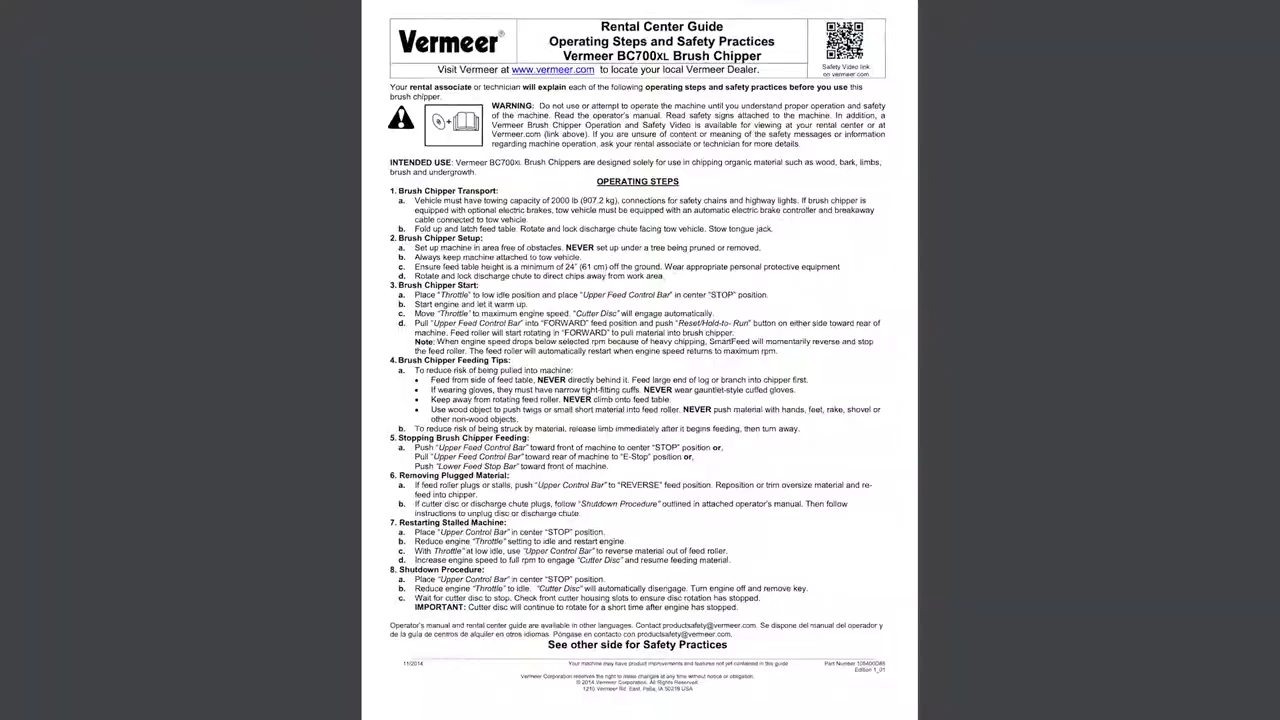 Vermeer®
Rental Center Guide
Operating Steps and Safety Practices
Vermeer BC700XL Brush Chipper
Safety Video link
on vermeer.com
Visit Vermeer at www.vermeer.com to locate your local Vermeer Dealer.
Your rental associate or technician will explain each of the following operating steps and safety practices before you use this
brush chipper.
WARNING: Do not use or attempt to operate the machine until you understand proper operation and safety
of the machine. Read the operator's manual. Read safety signs attached to the machine. In addition, a
Vermeer Brush Chipper Operation and Safety Video is available for viewing at your rental center or at
Vermeer.com (link above). If you are unsure of content or meaning of the safety messages or information
regarding machine operation, ask your rental associate or technician for more details.
INTENDED USE: Vermeer BC700XL Brush Chippers are designed solely for use in chipping organic material such as wood, bark, limbs,
brush and undergrowth.
OPERATING STEPS
1. Brush Chipper Transport:
a. Vehicle must have towing capacity of 2000 lb (907.2 kg), connections for safety chains and highway lights. If brush chipper is
equipped with optional electric brakes, tow vehicle must be equipped with an automatic electric brake controller and breakaway
cable connected to tow vehicle.
b. Fold up and latch feed table. Rotate and lock discharge chute facing tow vehicle. Stow tongue jack.
2. Brush Chipper Setup:
a. Set up machine in area free of obstacles. NEVER set up under a tree being pruned or removed.
b. Always keep machine attached to tow vehicle.
c. Ensure feed table height is a minimum of 24" (61 cm) off the ground. Wear appropriate personal protective equipment
d. Rotate and lock discharge chute to direct chips away from work area.
3. Brush Chipper Start:
a. Place "Throttle" to low idle position and place "Upper Feed Control Bar" in center "STOP" position.
b. Start engine and let it warm up.
c. Move "Throttle" to maximum engine speed. "Cutter Disc" will engage automatically.
d. Pull "Upper Feed Control Bar" into "FORWARD" feed position and push "Reset/Hold-to- Run" button on either side toward rear of
machine. Feed roller will start rotating in "FORWARD" to pull material into brush chipper.
Note: When engine speed drops below selected rpm because of heavy chipping, SmartFeed will momentarily reverse and stop
the feed roller. The feed roller will automatically restart when engine speed returns to maximum rpm.
4. Brush Chipper Feeding Tips:
a. To reduce risk of being pulled into machine:
• Feed from side of feed table, NEVER directly behind it. Feed large end of log or branch into chipper first.
• If wearing gloves, they must have narrow tight-fitting cuffs. NEVER wear gauntlet-style cuffed gloves.
• Keep away from rotating feed roller. NEVER climb onto feed table.
• Use wood object to push twigs or small short material into feed roller. NEVER push material with hands, feet, rake, shovel or
other non-wood objects.
b. To reduce risk of being struck by material, release limb immediately after it begins feeding, then turn away.
5. Stopping Brush Chipper Feeding:
a. Push "Upper Feed Control Bar" toward front of machine to center "STOP" position or,
Pull "Upper Feed Control Bar" toward rear of machine to "E-Stop" position or,
Push "Lower Feed Stop Bar" toward front of machine.
6. Removing Plugged Material:
a. If feed roller plugs or stalls, push "Upper Control Bar" to "REVERSE" feed position. Reposition or trim oversize material and re-
feed into chipper.
b. If cutter disc or discharge chute plugs, follow "Shutdown Procedure" outlined in attached operator's manual. Then follow
instructions to unplug disc or discharge chute.
7. Restarting Stalled Machine:
a. Place "Upper Control Bar" in center "STOP" position.
b. Reduce engine "Throttle" setting to idle and restart engine.
c. With Throttle" at low idle, use "Upper Control Bar" to reverse material out of feed roller.
d. Increase engine speed to full rpm to engage "Cutter Disc" and resume feeding material.
8. Shutdown Procedure:
a. Place "Upper Control Bar" in center "STOP" position.
b. Reduce engine "Throttle" to idle. "Cutter Disc" will automatically disengage. Turn engine off and remove key.
c. Wait for cutter disc to stop. Check front cutter housing slots to ensure disc rotation has stopped.
IMPORTANT: Cutter disc will continue to rotate for a short time after engine has stopped.
Operator's manual and rental center guide are available in other languages. Contact productsafety@vermeer.com. Se dispone del manual del operador y
de la guía de centros de alquiler en otros idiomas. Póngase en contacto con productsafety@vermeer.com.
See other side for Safety Practices
11/2014
Your machine may have product improvements and features not yet contained in this guide
Part Number
Edition 1_01
Vermeer Corporation reserves the right to make changes at any time without notice or obligation.
© 2014 Vermeer Corporation. All Rights Reserved.
1210 Vermeer Rd. East, Pella, IA 50219 USA